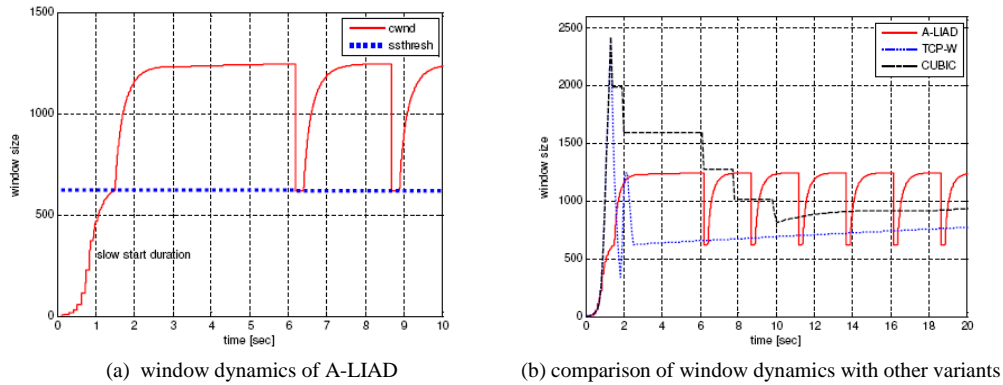 1500
1000
500
0
window size
0 1 2 3 4 5 6 7 8 9 10
time [sec]
cwnd
ssthresh
slow start duration
(a) window dynamics of A-LIAD
2500
2000
1500
1000
500
0
window size
0 2 4 6 8 10 12 14 16 18 20
time [sec]
A-LIAD
TCP-W
CUBIC
(b) comparison of window dynamics with other variants